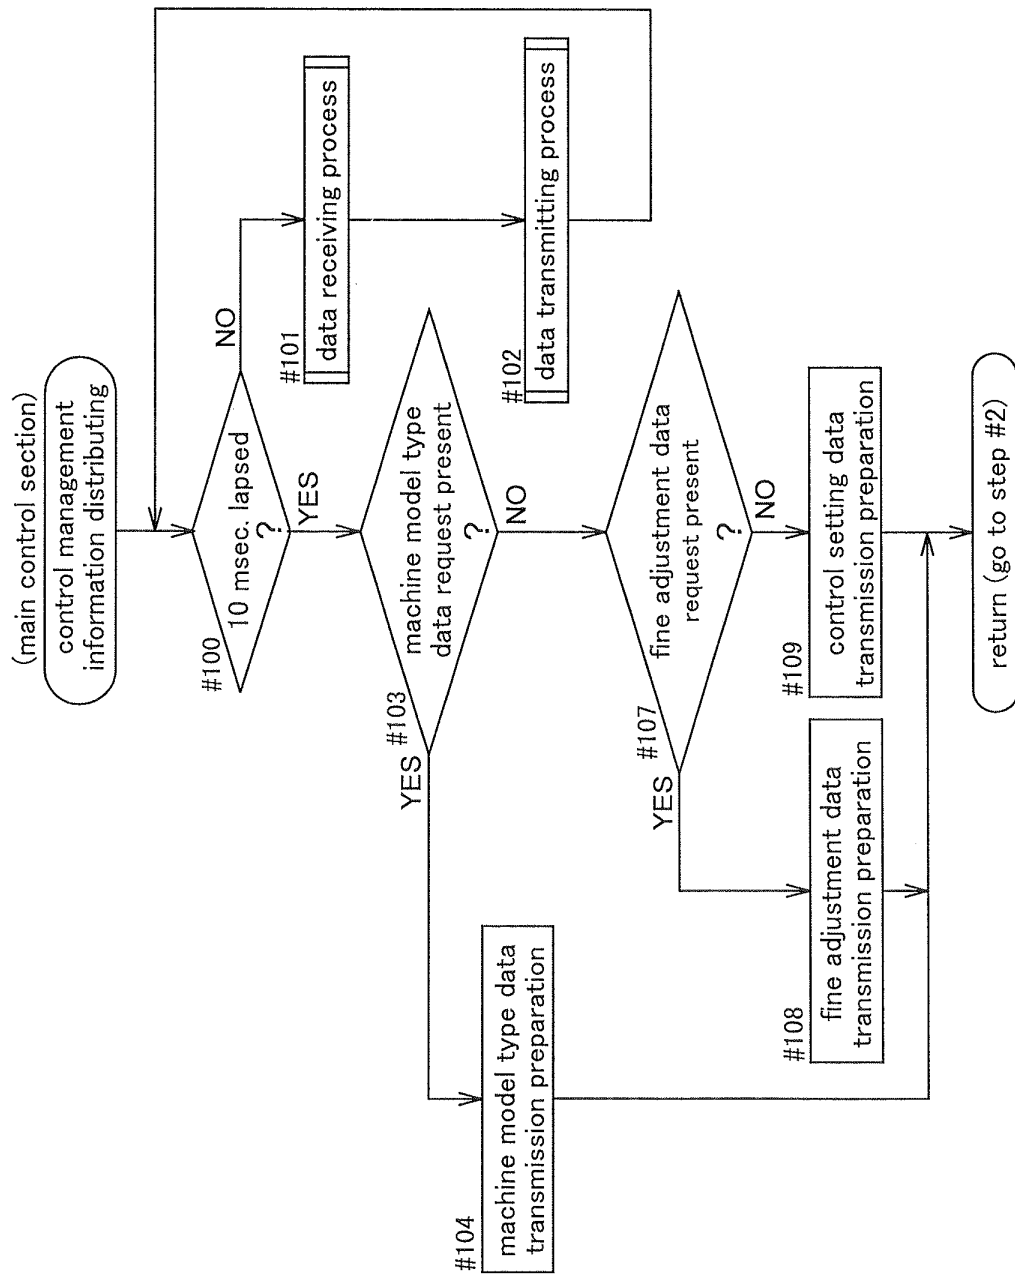 (main control section)
control management
information distributing
#100
10 msec. lapsed
?
NO
YES
#101
data receiving process
#102
data transmitting process
#103
machine model type
data request present
?
YES
NO
#104
machine model type data
transmission preparation
#107
fine adjustment data
request present
?
YES
NO
#108
fine adjustment data
transmission preparation
#109
control setting data
transmission preparation
return (go to step #2)